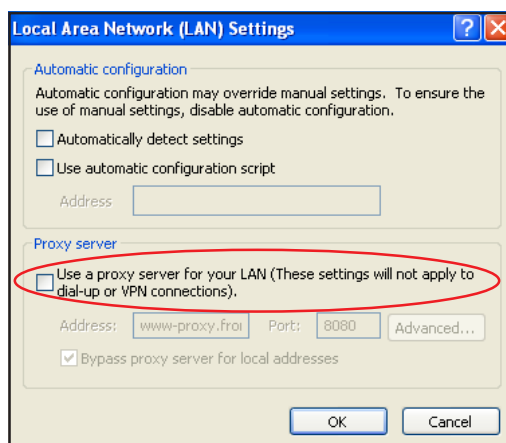 Local Area Network (LAN) Settings
Automatic configuration
Automatic configuration may override manual settings. To ensure the
use of manual settings, disable automatic configuration.
Automatically detect settings
Use automatic configuration script
Address
Proxy server
Use a proxy server for your LAN (These settings will not apply to
dial-up or VPN connections).
Address: www-proxy.fro Port: 8080 Advanced...
Bypass proxy server for local addresses
OK Cancel